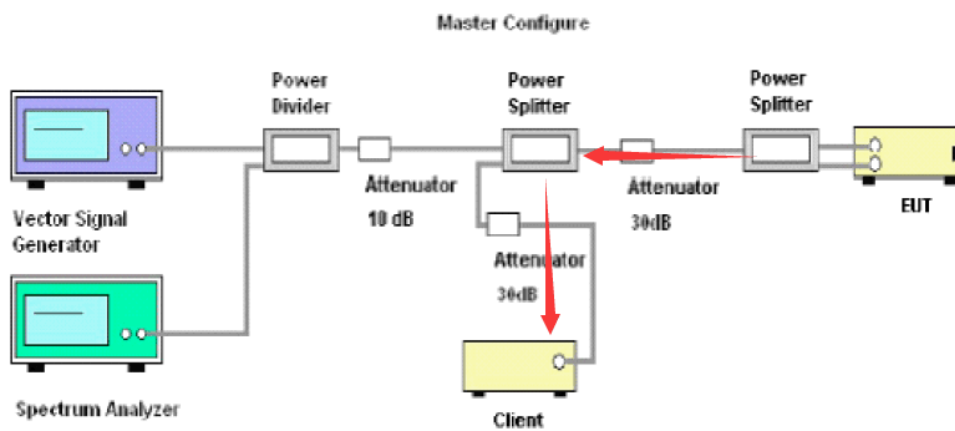 Master Configure
Power
Divider
Power
Splitter
Power
Splitter
Attenuator
10 dB
Attenuator
30dB
EUT
Vector Signal
Generator
Attenuator
30dB
Spectrum Analyzer
Client